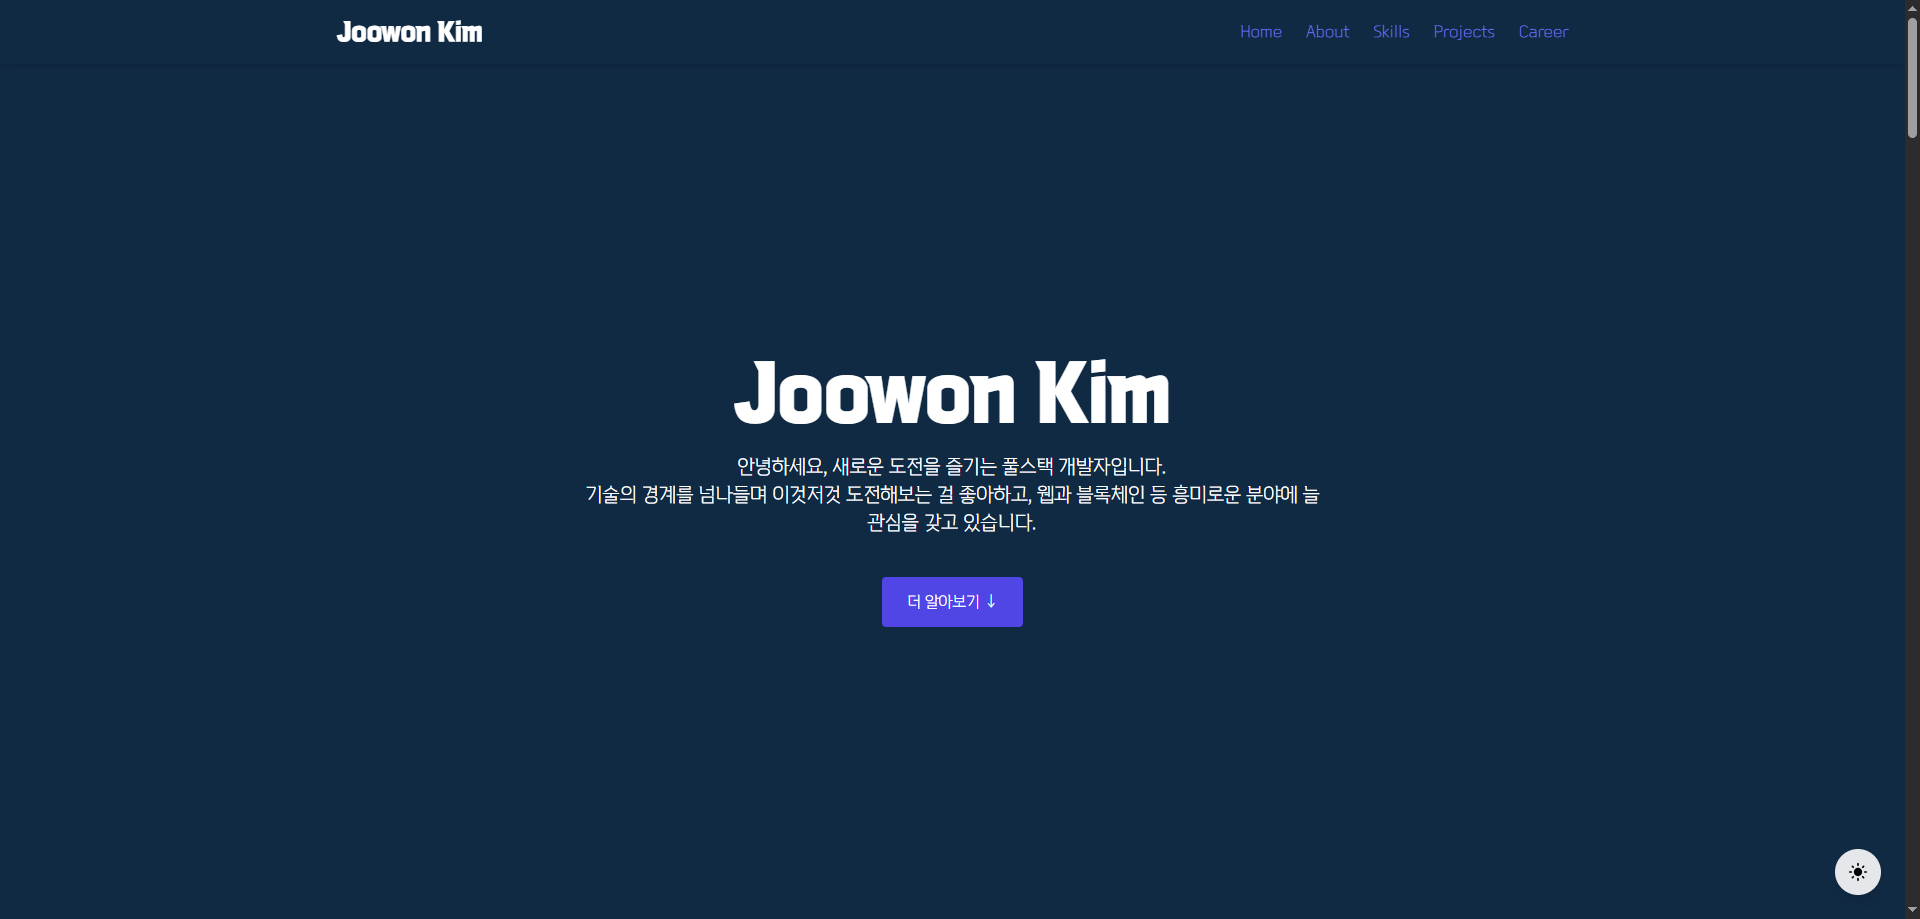 Joowon Kim
Home About Skills Projects Career
Joowon Kim
안녕하세요, 새로운 도전을 즐기는 풀스택 개발자입니다.
기술의 경계를 넘나들며 이것저것 도전해보는 걸 좋아하고, 웹과 블록체인 등 흥미로운 분야에 늘
관심을 갖고 있습니다.
더 알아보기 ↓